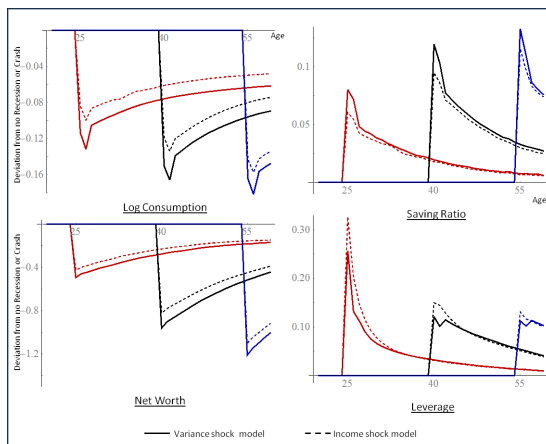 Deviation from no Recession or Crash
25
40
55
Age
−0.04
−0.08
−0.12
−0.16
Log Consumption
0.15
0.1
0.05
25
40
55
Age
Saving Ratio
Deviation from no Recession or Crash
25
40
55
−0.4
−0.8
−1.2
Net Worth
0.30
0.20
0.10
25
40
55
Leverage
Variance shock model
Income shock model